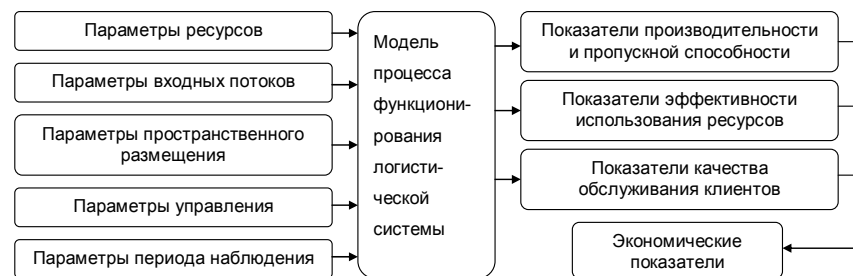 Параметры ресурсов
Параметры входных потоков
Параметры пространственного
размещения
Параметры управления
Параметры периода наблюдения
Модель
процесса
функциони-
рования
логисти-
ческой
системы
Показатели производительности
и пропускной способности
Показатели эффективности
использования ресурсов
Показатели качества
обслуживания клиентов
Экономические
показатели